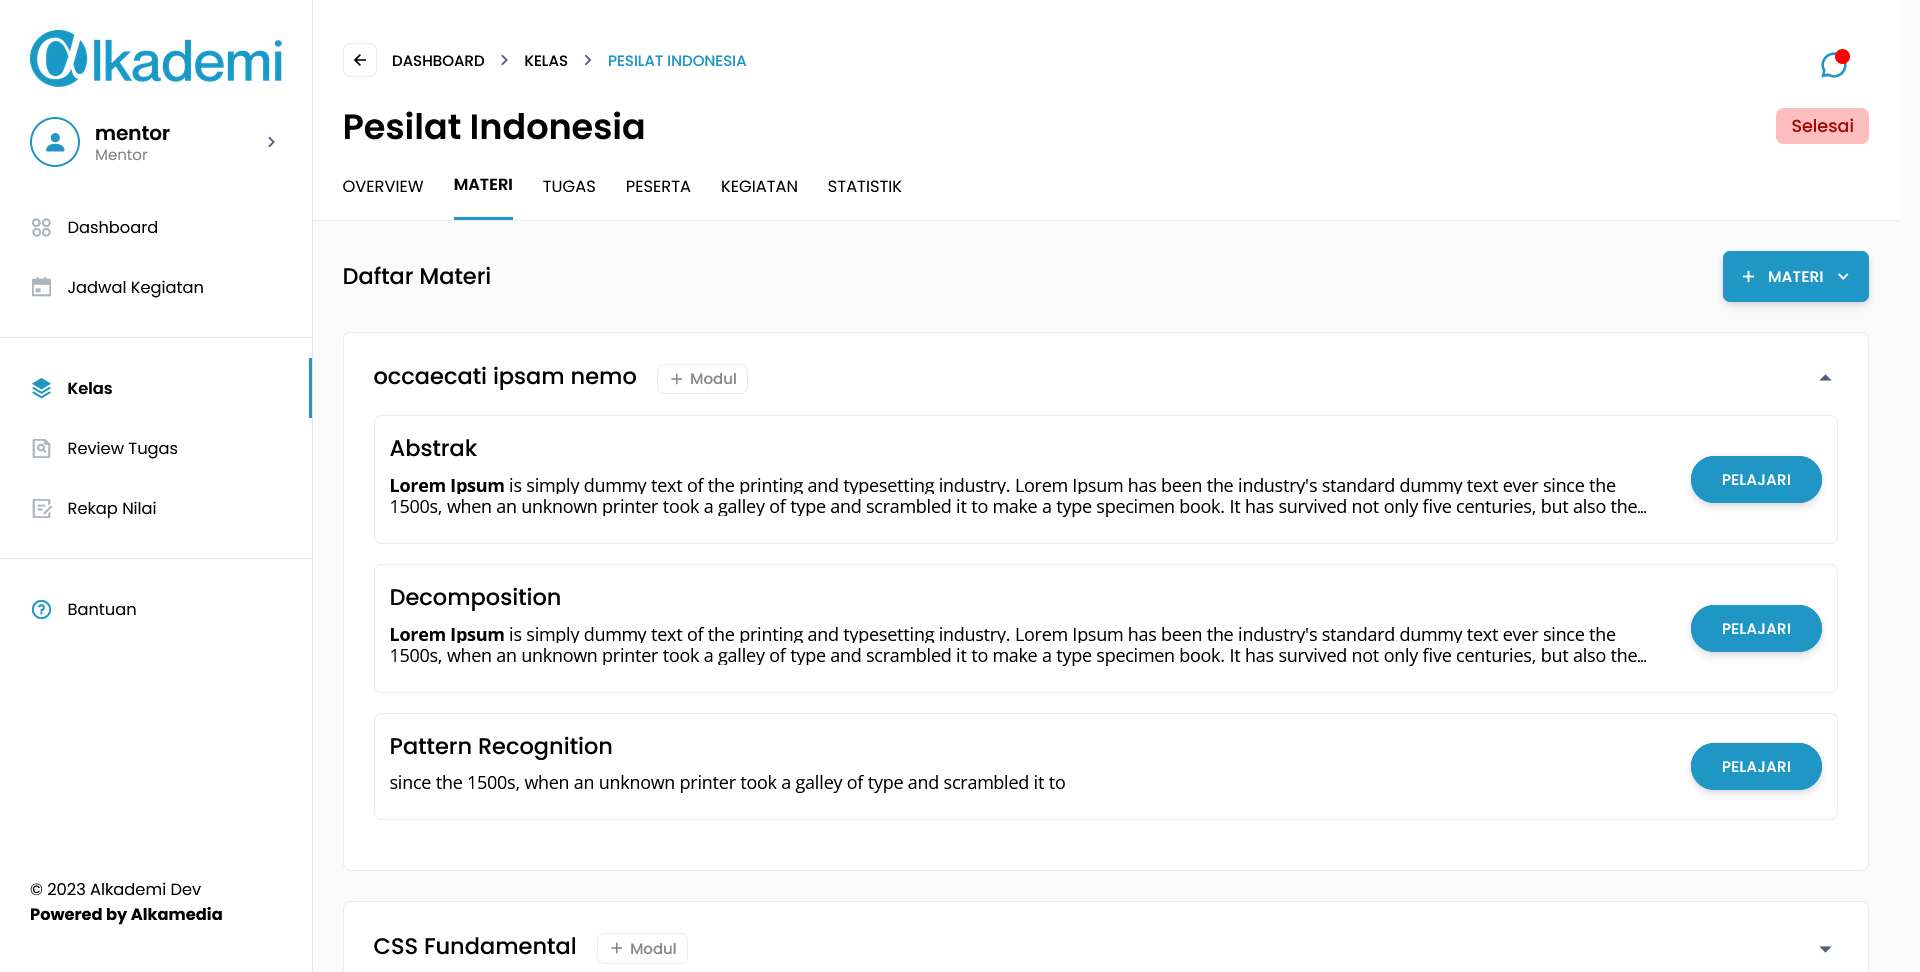 alkademi
mentor
Mentor
Dashboard
Jadwal Kegiatan
Kelas
Review Tugas
Rekap Nilai
Bantuan
© 2023 Alkademi Dev
Powered by Alkamedia
DASHBOARD > KELAS > PESILAT INDONESIA
Pesilat Indonesia
Selesai
OVERVIEW MATERI TUGAS PESERTA KEGIATAN STATISTIK
Daftar Materi
+ MATERI
occaecati ipsam nemo + Modul
Abstrak
Lorem Ipsum is simply dummy text of the printing and typesetting industry. Lorem Ipsum has been the industry's standard dummy text ever since the
1500s, when an unknown printer took a galley of type and scrambled it to make a type specimen book. It has survived not only five centuries, but also the...
PELAJARI
Decomposition
Lorem Ipsum is simply dummy text of the printing and typesetting industry. Lorem Ipsum has been the industry's standard dummy text ever since the
1500s, when an unknown printer took a galley of type and scrambled it to make a type specimen book. It has survived not only five centuries, but also the...
PELAJARI
Pattern Recognition
since the 1500s, when an unknown printer took a galley of type and scrambled it to
PELAJARI
CSS Fundamental + Modul